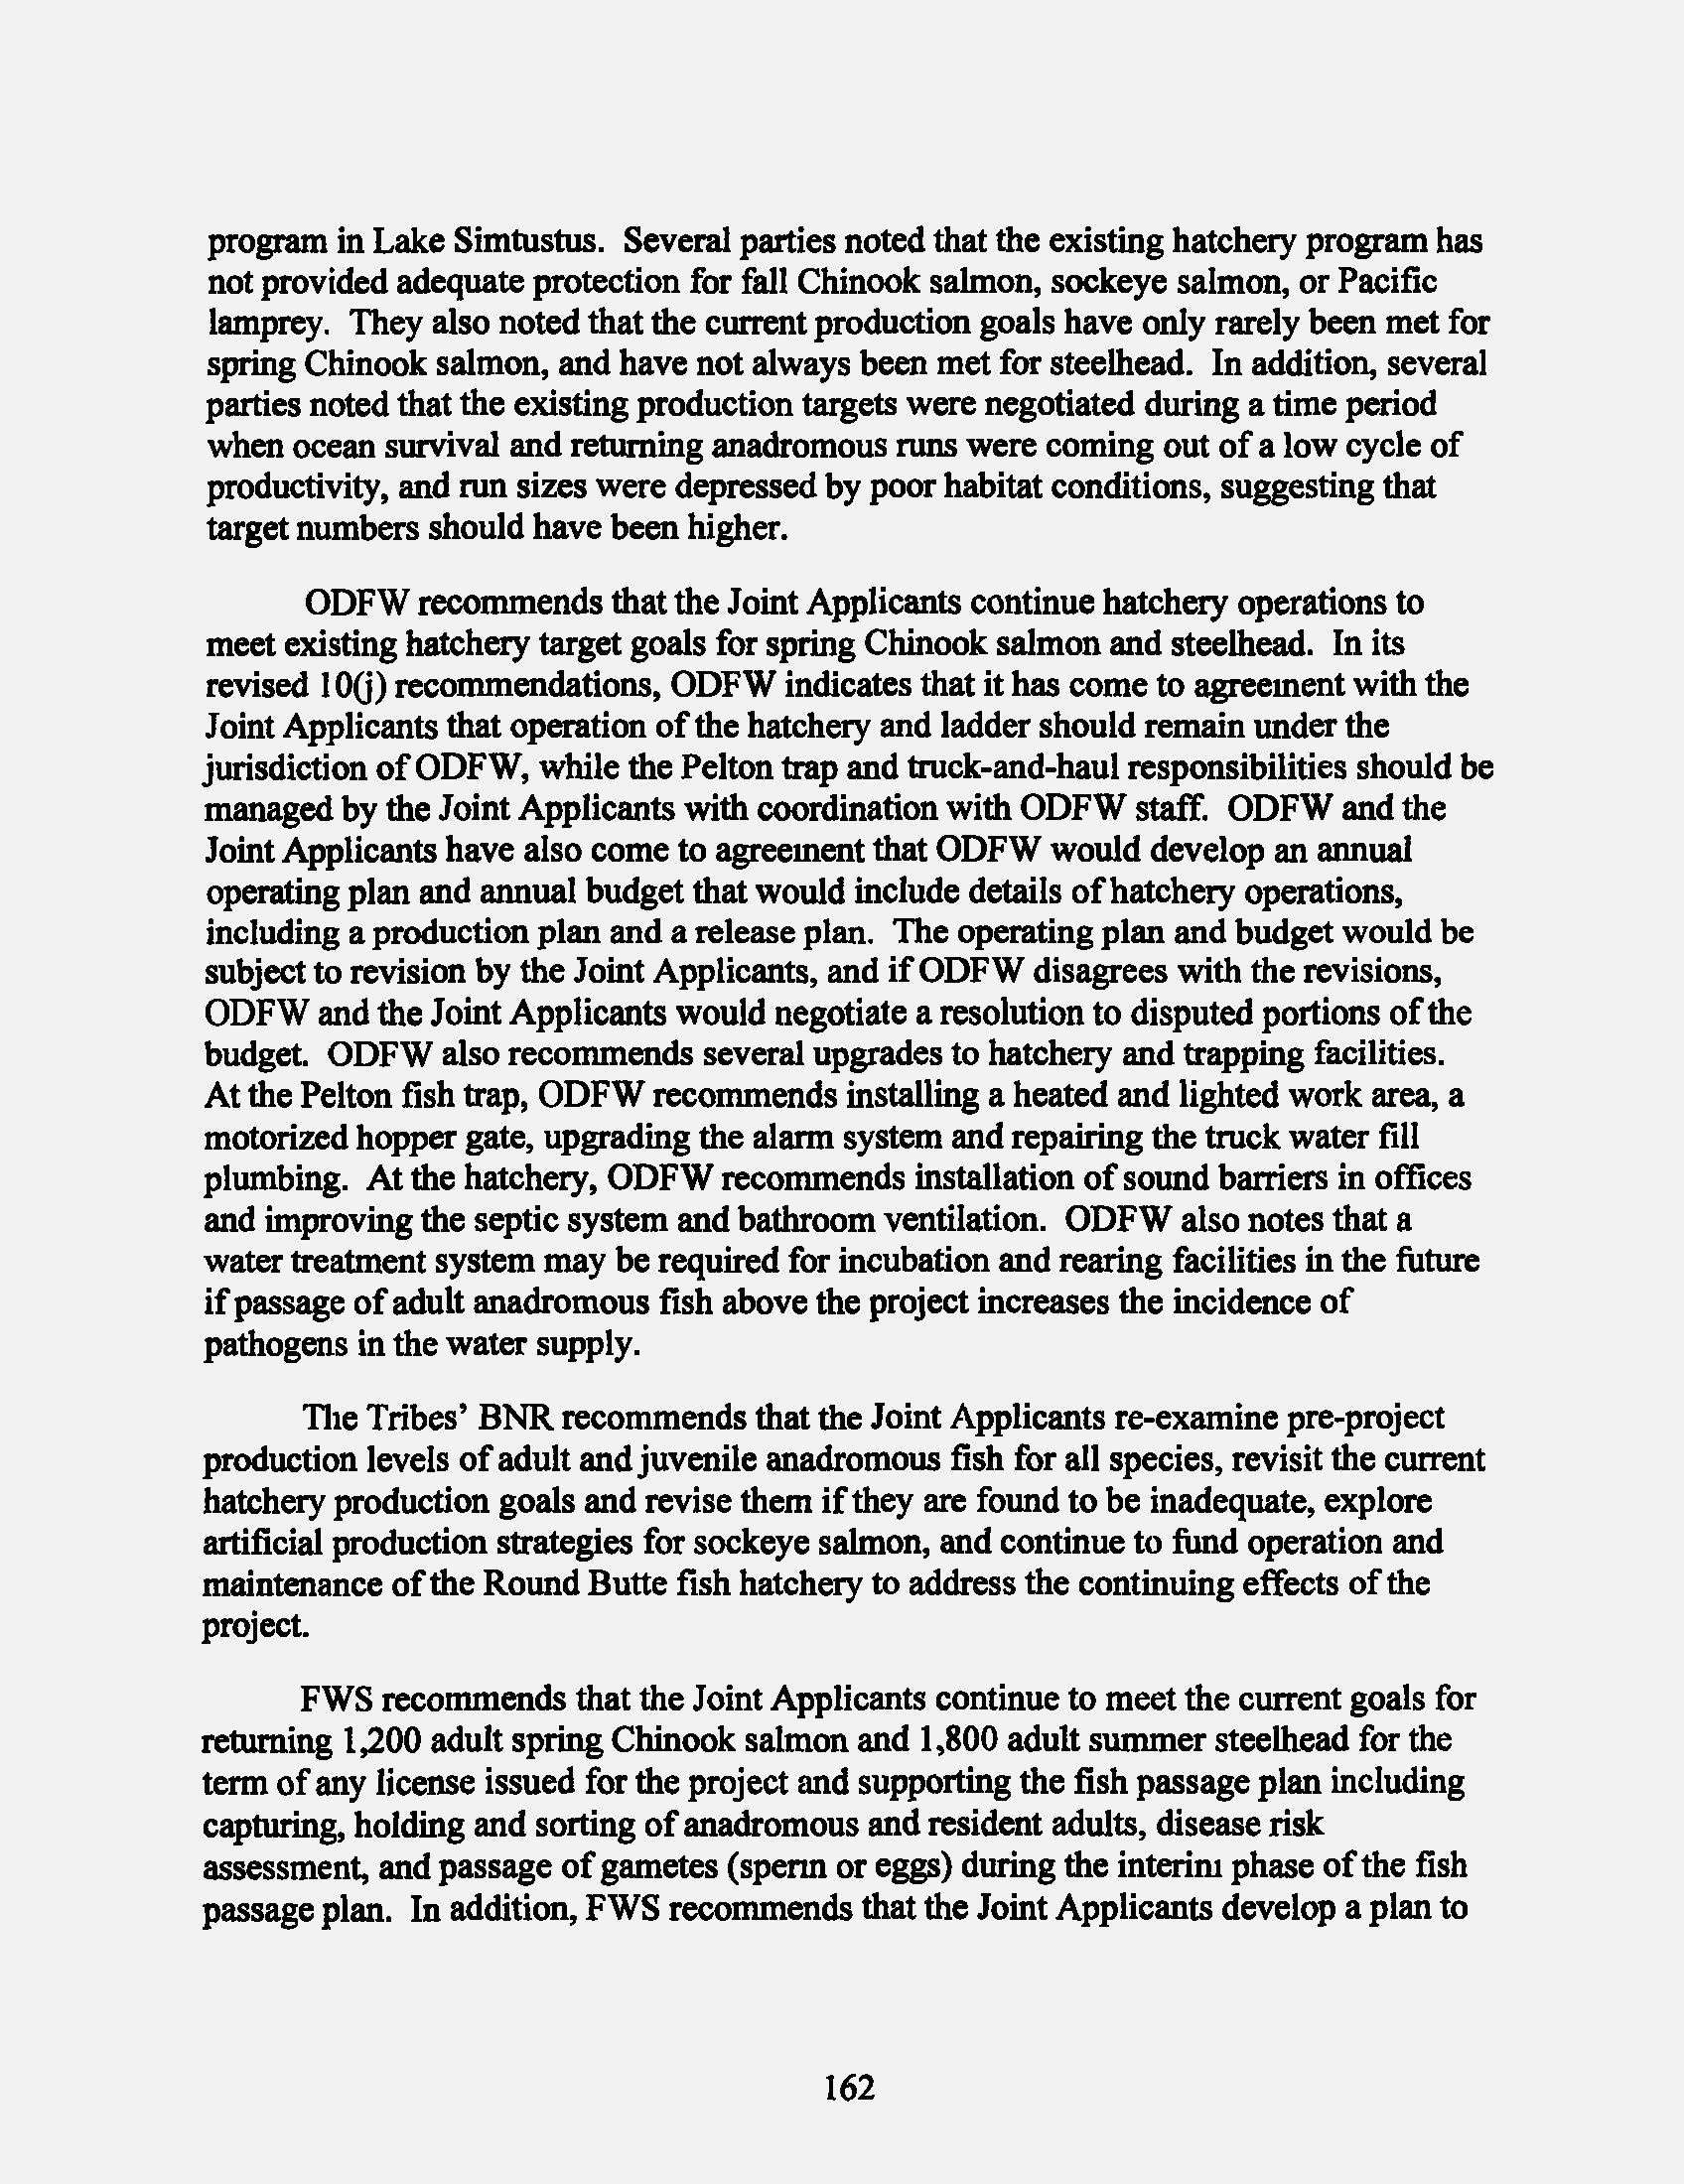 program in Lake Simtustus.  Several parties noted that the existing hatchery program has
not provided adequate protection for fall Chinook salmon, sockeye salmon, or Pacific
lamprey.  They also noted that the current production goals have only rarely been met for
spring Chinook salmon, and have not always been met for steelhead.  In addition, several
parties noted that the existing production targets were negotiated during a time period
when ocean survival and returning anadromous runs were coming out of a low cycle of
productivity, and run sizes were depressed by poor habitat conditions, suggesting that
target numbers should have been higher.
ODFW recommends that the Joint Applicants continue hatchery operations to
meet existing hatchery target goals for spring Chinook salmon and steelhead.  In its
revised 10(j) recommendations, ODFW indicates that it has come to agreement with the
Joint Applicants that operation of the hatchery and ladder should remain under the
jurisdiction of ODFW, while the Pelton trap and truck-and-haul responsibilities should be
managed by the Joint Applicants with coordination with ODFW staff.  ODFW and the
Joint Applicants have also come to agreement that ODFW would develop an annual
operating plan and annual budget that would include details of hatchery operations,
including a production plan and a release plan.  The operating plan and budget would be
subject to revision by the Joint Applicants, and if ODFW disagrees with the revisions,
ODFW and the Joint Applicants would negotiate a resolution to disputed portions of the
budget.  ODFW also recommends several upgrades to hatchery and trapping facilities.
At the Pelton fish trap, ODFW recommends installing a heated and lighted work area, a
motorized hopper gate, upgrading the alarm system and repairing the truck water fill
plumbing.  At the hatchery, ODFW recommends installation of sound barriers in offices
and improving the septic system and bathroom ventilation.  ODFW also notes that a
water treatment system may be required for incubation and rearing facilities in the future
if passage of adult anadromous fish above the project increases the incidence of
pathogens in the water supply.
The Tribes' BNR recommends that the Joint Applicants re-examine pre-project
production levels of adult and juvenile anadromous fish for all species, revisit the current
hatchery production goals and revise them if they are found to be inadequate, explore
artificial production strategies for sockeye salmon, and continue to fund operation and
maintenance of the Round Butte fish hatchery to address the continuing effects of the
project.
FWS recommends that the Joint Applicants continue to meet the current goals for
returning 1,200 adult spring Chinook salmon and 1,800 adult summer steelhead for the
term of any license issued for the project and supporting the fish passage plan including
capturing, holding and sorting of anadromous and resident adults, disease risk
assessment, and passage of gametes (sperm or eggs) during the interim phase of the fish
passage plan.  In addition, FWS recommends that the Joint Applicants develop a plan to
162